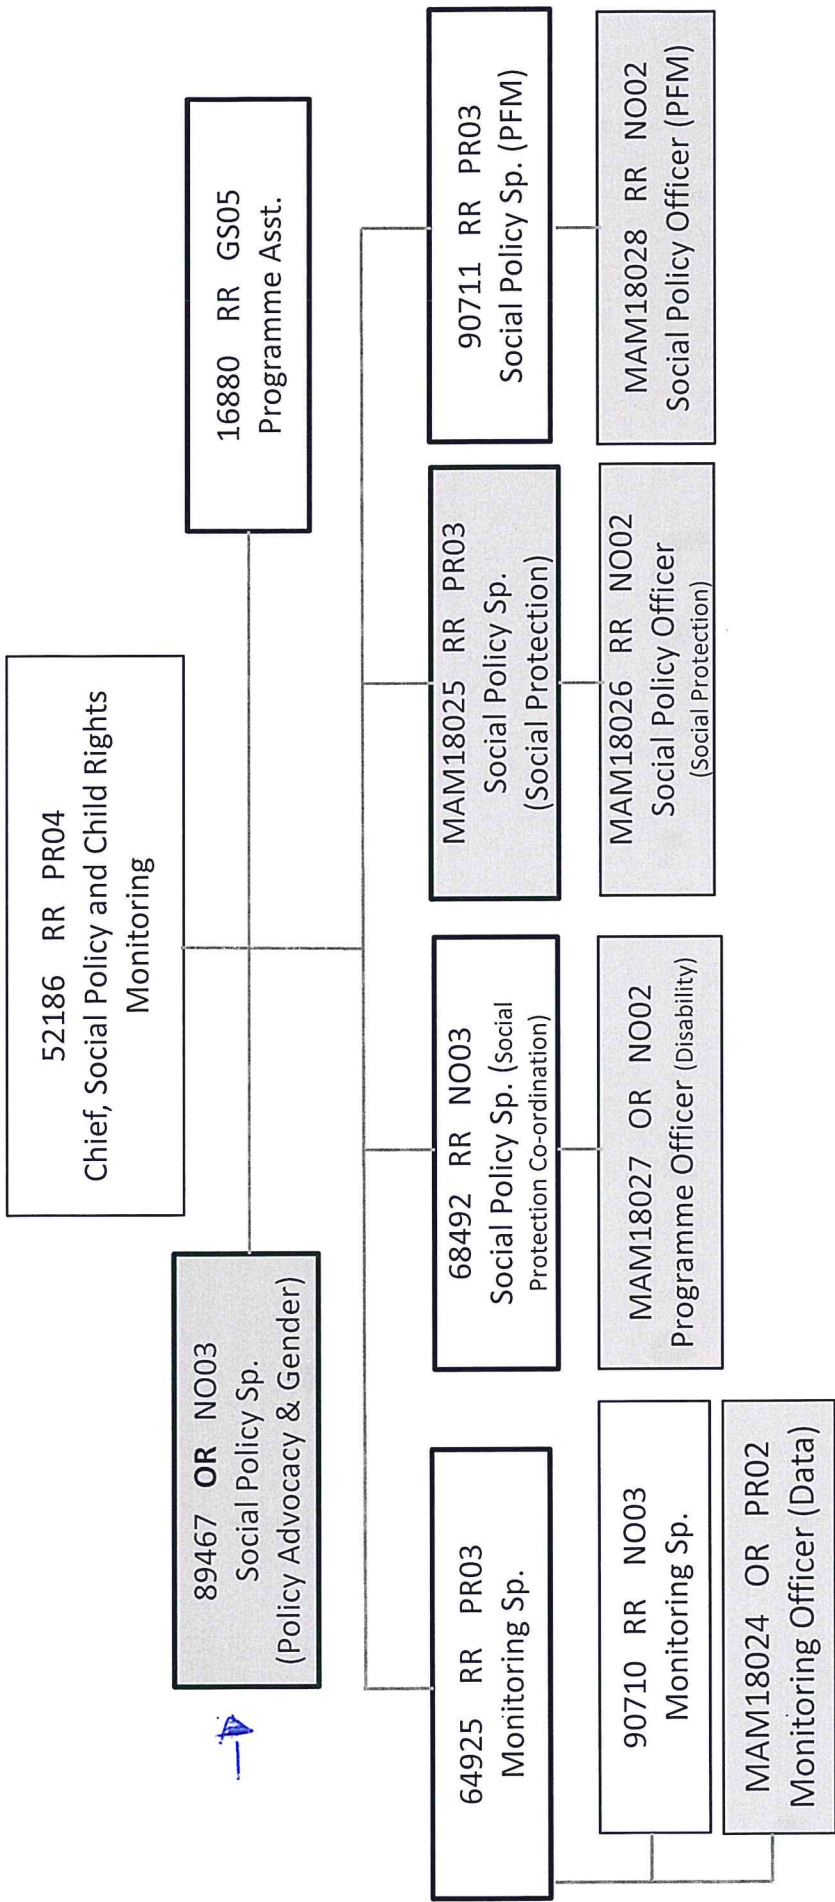 52186 RR PR04
Chief, Social Policy and Child Rights
Monitoring
89467 OR NO03
Social Policy Sp.
(Policy Advocacy & Gender)
16880 RR GS05
Programme Asst.
64925 RR PR03
Monitoring Sp.
68492 RR NO03
Social Policy Sp. (Social
Protection Co-ordination)
MAM18025 RR PR03
Social Policy Sp.
(Social Protection)
90711 RR PR03
Social Policy Sp. (PFM)
90710 RR NO03
Monitoring Sp.
MAM18024 OR PR02
Monitoring Officer (Data)
MAM18027 OR NO02
Programme Officer (Disability)
MAM18026 RR NO02
Social Policy Officer
(Social Protection)
MAM18028 RR NO02
Social Policy Officer (PFM)